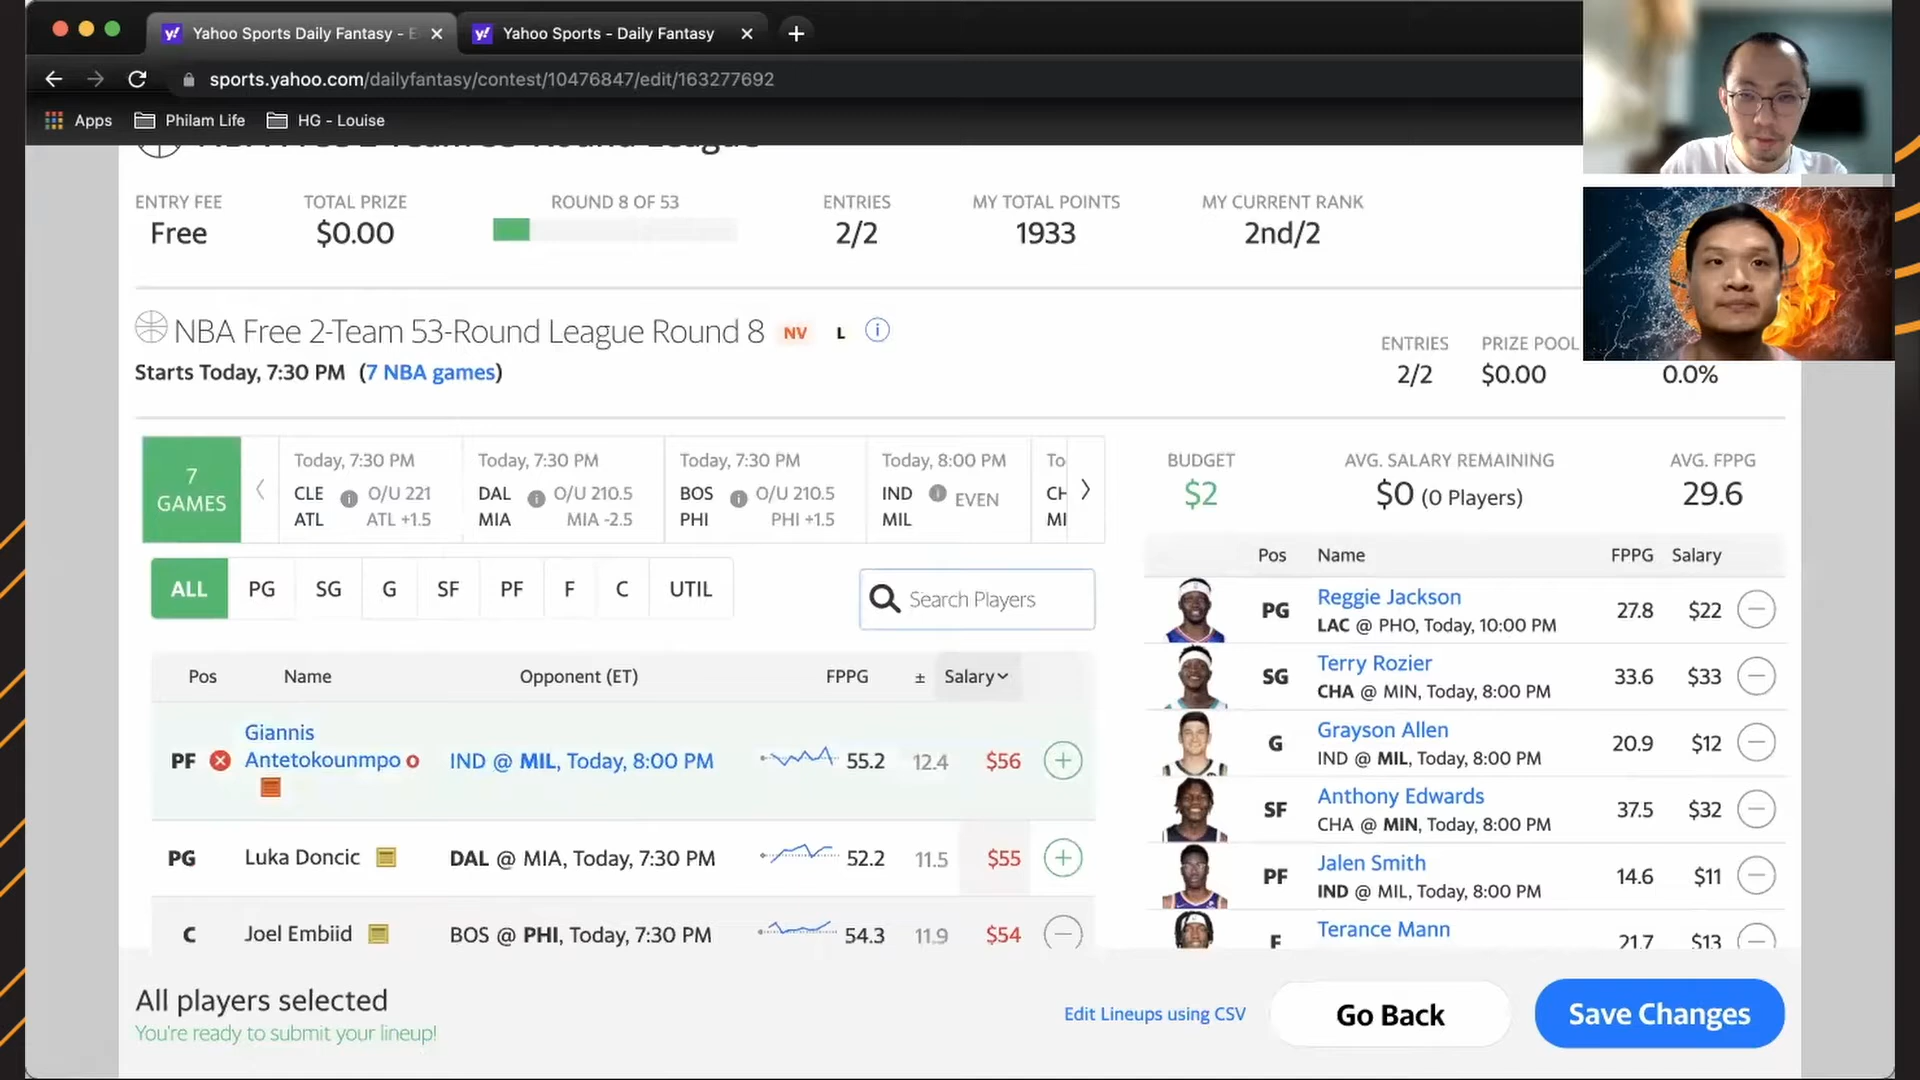 Yahoo Sports Daily Fantasy - E
Yahoo Sports - Daily Fantasy
sports.yahoo.com/dailyfantasy/contest/10476847/edit/163277692
Apps
Philam Life
HG - Louise
NBA Free 2-Team 53-Round League
ENTRY FEE
Free
TOTAL PRIZE
$0.00
ROUND 8 OF 53
ENTRIES
2/2
MY TOTAL POINTS
1933
MY CURRENT RANK
2nd/2
NBA Free 2-Team 53-Round League Round 8 NV L i
Starts Today, 7:30 PM (7 NBA games)
ENTRIES
2/2
PRIZE POOL
$0.00
0.0%
7
GAMES
Today, 7:30 PM
CLE O/U 221
ATL ATL +1.5
Today, 7:30 PM
DAL O/U 210.5
MIA MIA -2.5
Today, 7:30 PM
BOS O/U 210.5
PHI PHI +1.5
Today, 8:00 PM
IND EVEN
MIL
To
CH
MI
BUDGET
$2
AVG. SALARY REMAINING
$0 (0 Players)
AVG. FPPG
29.6
ALL PG SG G SF PF F C UTIL
Search Players
Pos Name Opponent (ET) FPPG ± Salary
PF Giannis Antetokounmpo O IND @ MIL, Today, 8:00 PM 55.2 12.4 $56
PG Luka Doncic DAL @ MIA, Today, 7:30 PM 52.2 11.5 $55
C Joel Embiid BOS @ PHI, Today, 7:30 PM 54.3 11.9 $54
Pos Name FPPG Salary
PG Reggie Jackson 27.8 $22
LAC @ PHO, Today, 10:00 PM
SG Terry Rozier 33.6 $33
CHA @ MIN, Today, 8:00 PM
G Grayson Allen 20.9 $12
IND @ MIL, Today, 8:00 PM
SF Anthony Edwards 37.5 $32
CHA @ MIN, Today, 8:00 PM
PF Jalen Smith 14.6 $11
IND @ MIL, Today, 8:00 PM
F Terance Mann 21.7 $13
All players selected
You're ready to submit your lineup!
Edit Lineups using CSV
Go Back
Save Changes